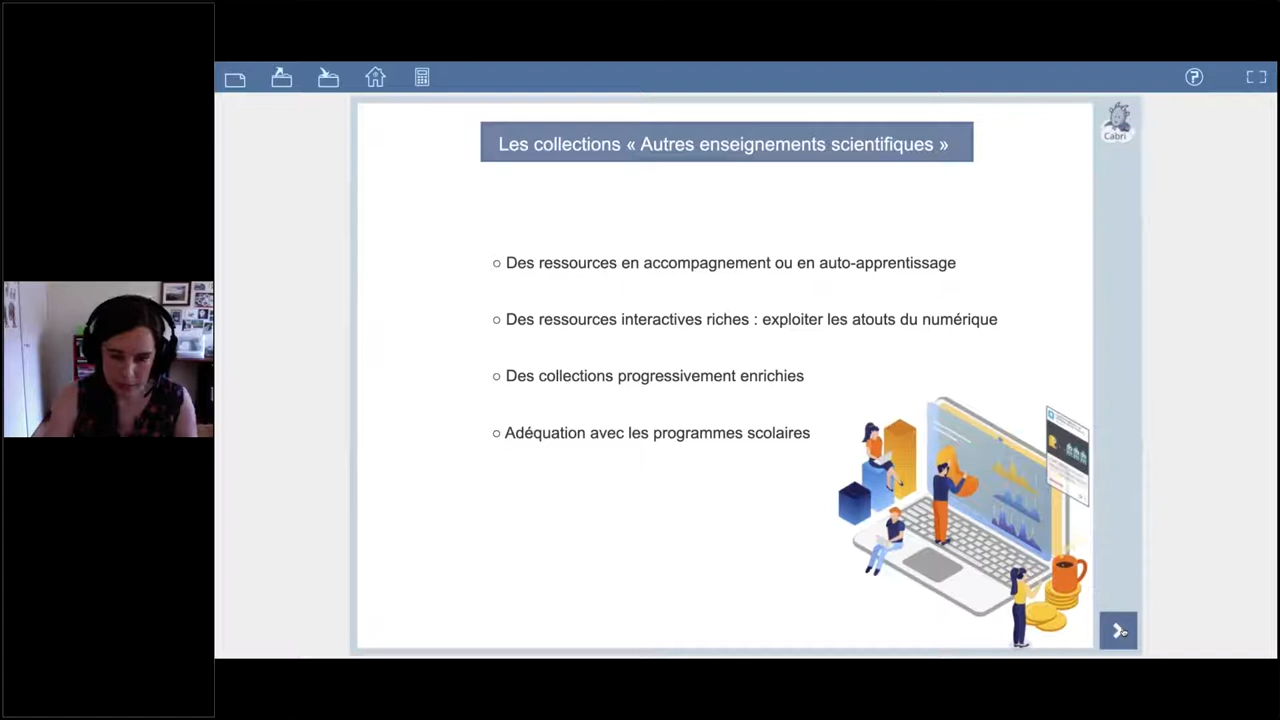 Les collections « Autres enseignements scientifiques »
Cabri
○ Des ressources en accompagnement ou en auto-apprentissage
○ Des ressources interactives riches : exploiter les atouts du numérique
○ Des collections progressivement enrichies
○ Adéquation avec les programmes scolaires